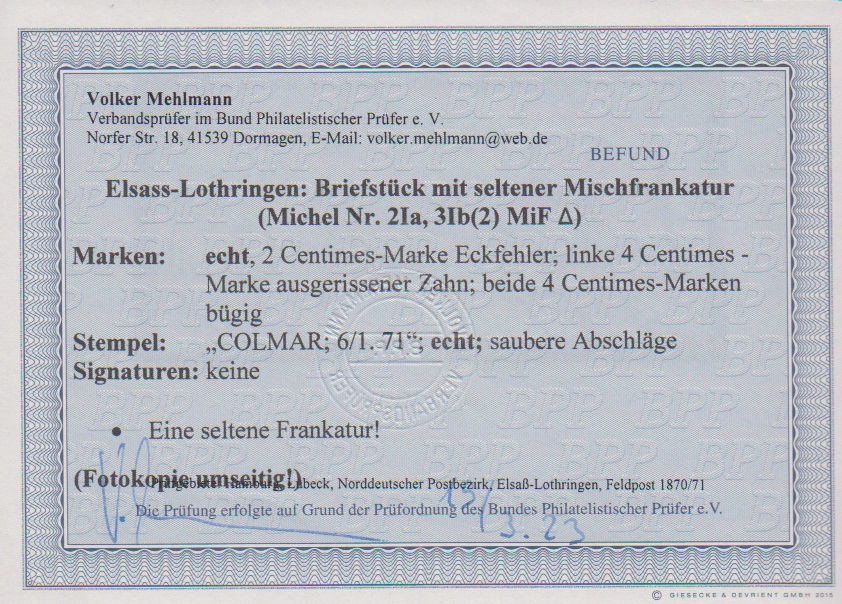 Volker Mehlmann
Verbandsprüfer im Bund Philatelistischer Prüfer e. V.
Norfer Str. 18, 41539 Dormagen, E-Mail: volker.mehlmann@web.de
BEFUND
Elsass-Lothringen: Briefstück mit seltener Mischfrankatur
(Michel Nr. 2Ia, 3Ib(2) MiF Δ)
Marken: echt, 2 Centimes-Marke Eckfehler; linke 4 Centimes -
Marke ausgerissener Zahn; beide 4 Centimes-Marken
bügig
Stempel: „COLMAR; 6/1. 71“; echt; saubere Abschläge
Signaturen: keine
• Eine seltene Frankatur!
(Fotokopie umseitig!)
Lübeck, Norddeutscher Postbezirk, Elsaß-Lothringen, Feldpost 1870/71
Die Prüfung erfolgte auf Grund der Prüfordnung des Bundes Philatelistischer Prüfer e.V.
3. 23
© GIESECKE & DEVRIENT GMBH 2015